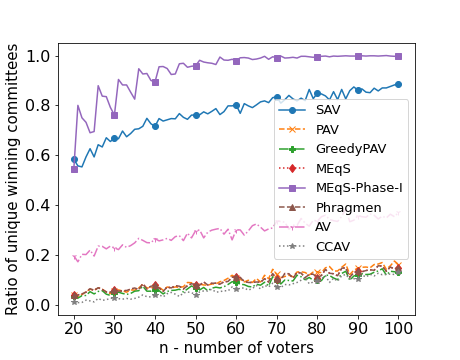 Ratio of unique winning committees
1.0
0.8
0.6
0.4
0.2
0.0
SAV
PAV
GreedyPAV
MEqS
MEqS-Phase-I
Phragmen
AV
CCAV
20 30 40 50 60 70 80 90 100
n - number of voters